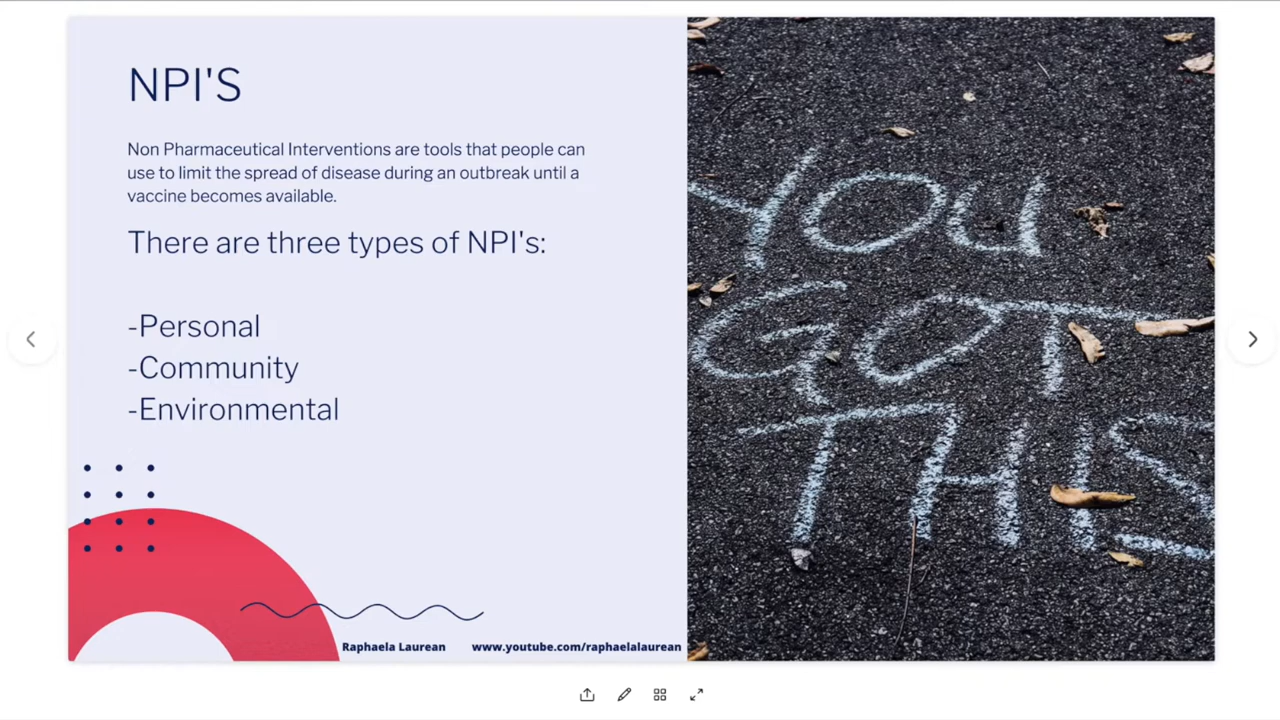 NPI'S
Non Pharmaceutical Interventions are tools that people can
use to limit the spread of disease during an outbreak until a
vaccine becomes available.
There are three types of NPI's:
-Personal
-Community
-Environmental
Raphaela Laurean www.youtube.com/raphaelalaurean
YOU
GOT
THIS